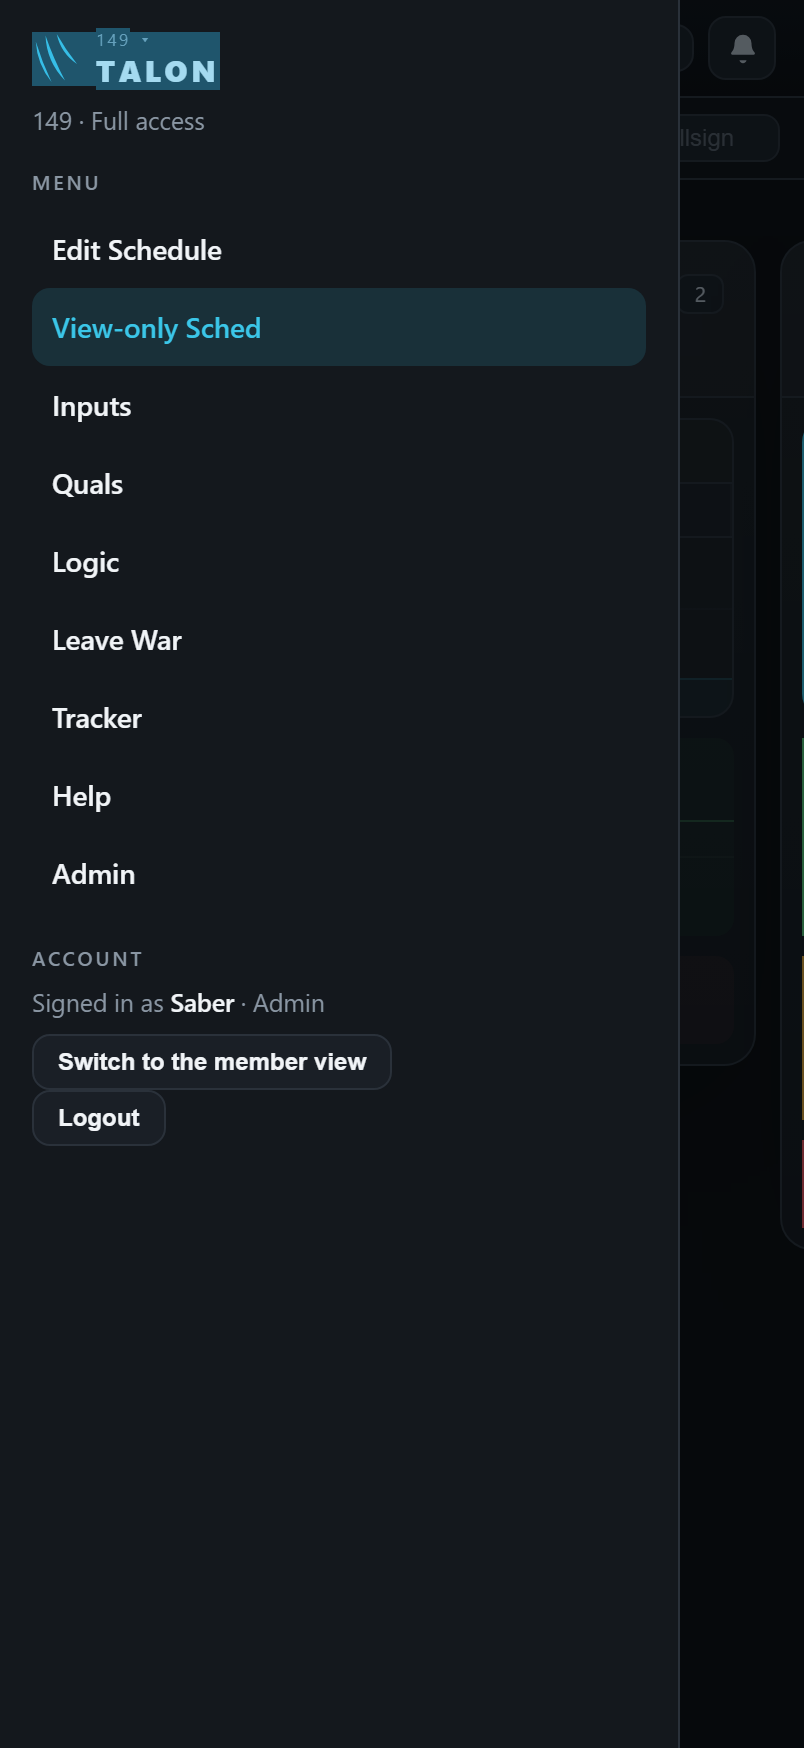 149 ▾
TALON
149 · Full access
MENU
Edit Schedule
View-only Sched
Inputs
Quals
Logic
Leave War
Tracker
Help
Admin
ACCOUNT
Signed in as Saber · Admin
Switch to the member view
Logout
llsign
2